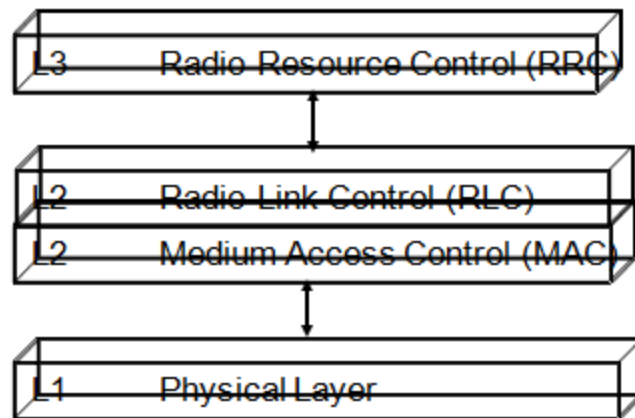 L3 Radio Resource Control (RRC)
L2 Radio Link Control (RLC)
L2 Medium Access Control (MAC)
L1 Physical Layer